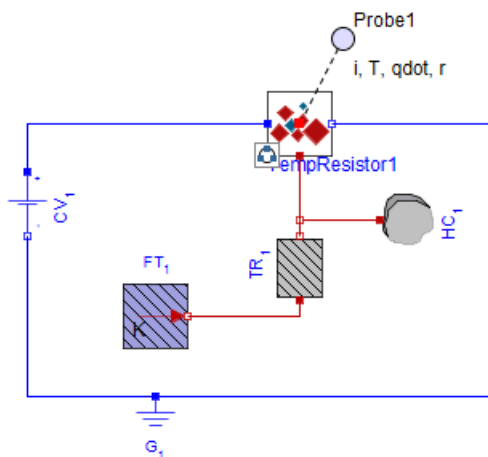 Probe1
i, T, qdot, r
TempResistor1
+
CV1
-
HC1
TR1
FT1
K
G1